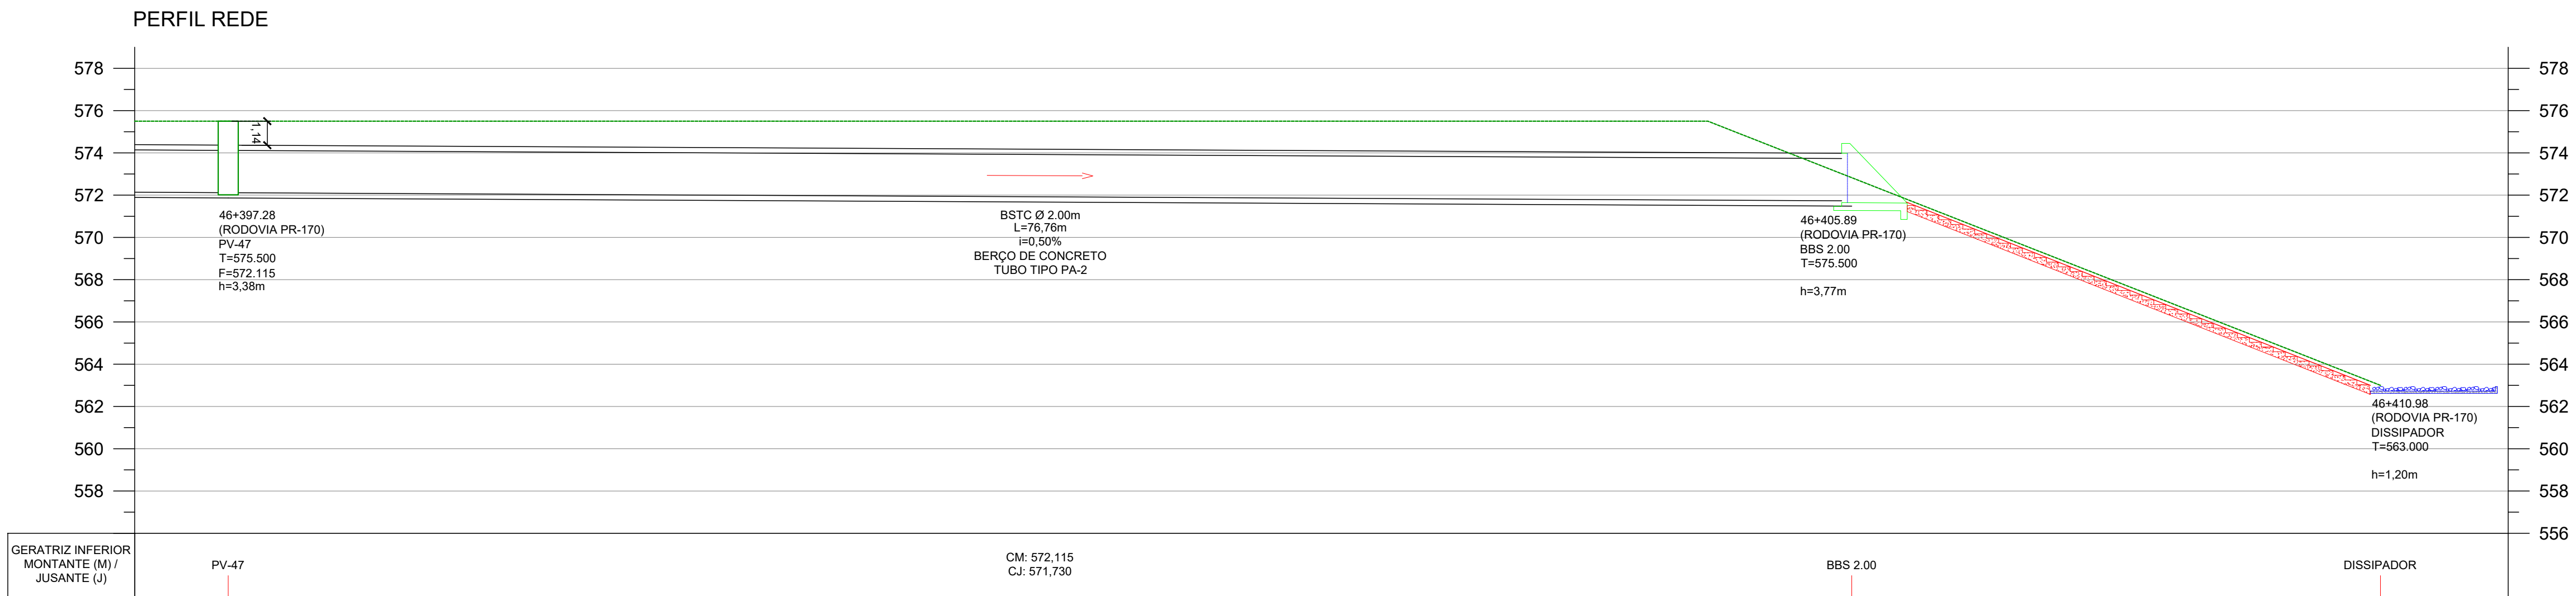 PERFIL REDE
578
576
574
572
570
568
566
564
562
560
558
578
576
574
572
570
568
566
564
562
560
558
556
1,14
46+397.28
(RODOVIA PR-170)
PV-47
T=575.500
F=572.115
h=3,38m
BSTC Ø 2.00m
L=76,76m
i=0,50%
BERÇO DE CONCRETO
TUBO TIPO PA-2
46+405.89
(RODOVIA PR-170)
BBS 2.00
T=575.500
h=3,77m
46+410.98
(RODOVIA PR-170)
DISSIPADOR
T=563.000
h=1,20m
GERATRIZ INFERIOR
MONTANTE (M) /
JUSANTE (J)
PV-47
CM: 572,115
CJ: 571,730
BBS 2.00
DISSIPADOR